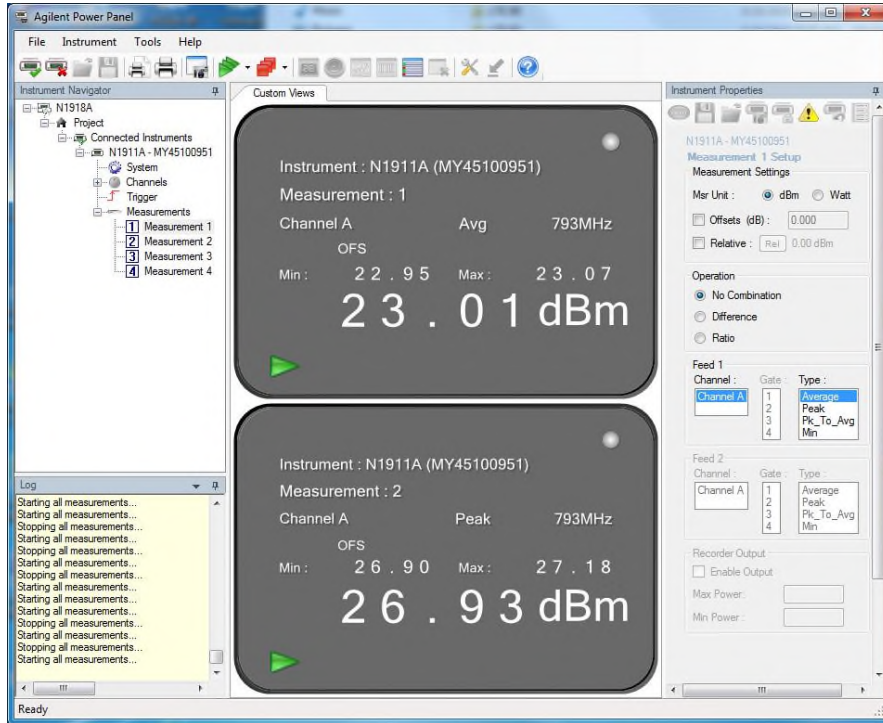 Agilent Power Panel
File Instrument Tools Help
Instrument Navigator
N1918A
Project
Connected Instruments
N1911A - MY45100951
System
Channels
Trigger
Measurements
1 Measurement 1
2 Measurement 2
3 Measurement 3
4 Measurement 4
Log
Starting all measurements...
Starting all measurements...
Stopping all measurements...
Starting all measurements...
Stopping all measurements...
Starting all measurements...
Stopping all measurements...
Starting all measurements...
Starting all measurements...
Starting all measurements...
Stopping all measurements...
Starting all measurements...
Stopping all measurements...
Starting all measurements...
Ready
Custom Views
Instrument : N1911A (MY45100951)
Measurement : 1
Channel A Avg 793MHz
OFS
Min : 22.95 Max : 23.07
23.01 dBm
Instrument : N1911A (MY45100951)
Measurement : 2
Channel A Peak 793MHz
OFS
Min : 26.90 Max : 27.18
26.93 dBm
Instrument Properties
N1911A - MY45100951
Measurement 1 Setup
Measurement Settings
Msr Unit : dBm Watt
Offsets (dB) : 0.000
Relative : Rel 0.00 dBm
Operation
No Combination
Difference
Ratio
Feed 1
Channel : Gate : Type :
Channel A 1 Average
2 Peak
3 Pk_To_Avg
4 Min
Feed 2
Channel : Gate : Type :
Channel A 1 Average
2 Peak
3 Pk_To_Avg
4 Min
Recorder Output
Enable Output
Max Power :
Min Power :